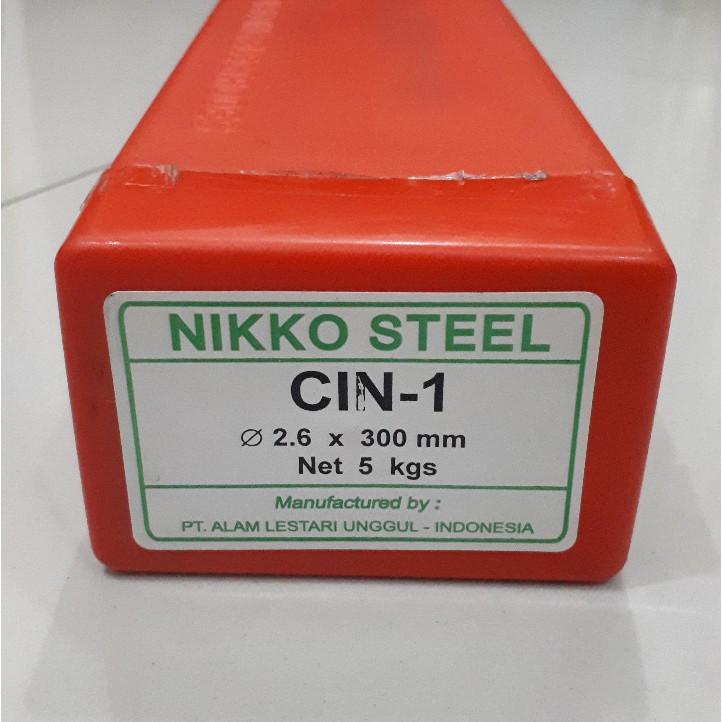 NIKKO STEEL
CIN-1
∅ 2.6 x 300 mm
Net 5 kgs
Manufactured by :
PT. ALAM LESTARI UNGGUL - INDONESIA